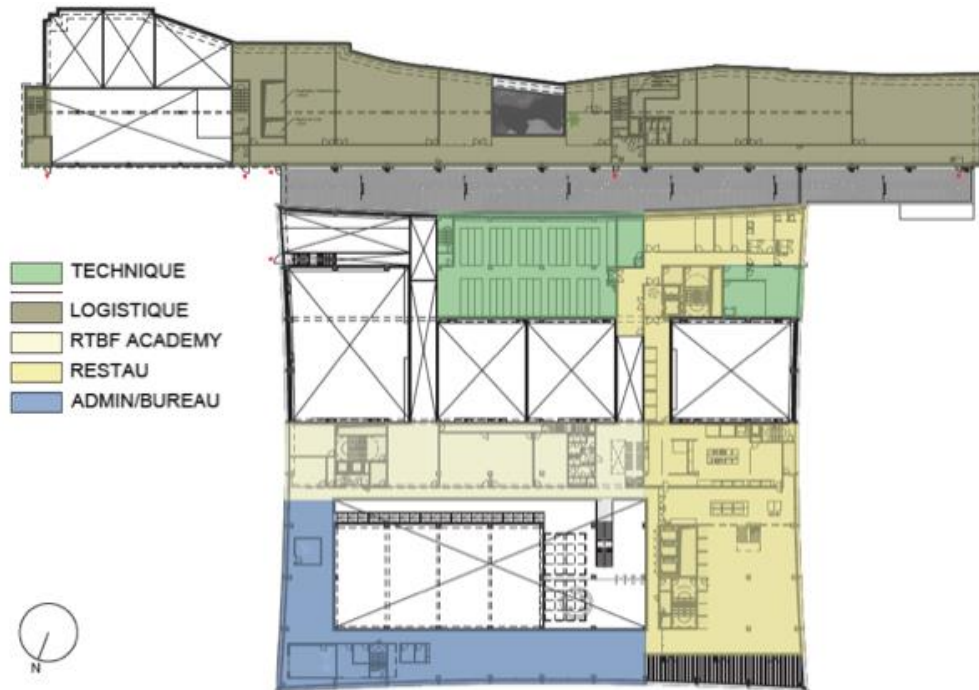 TECHNIQUE
LOGISTIQUE
RTBF ACADEMY
RESTAU
ADMIN/BUREAU
N